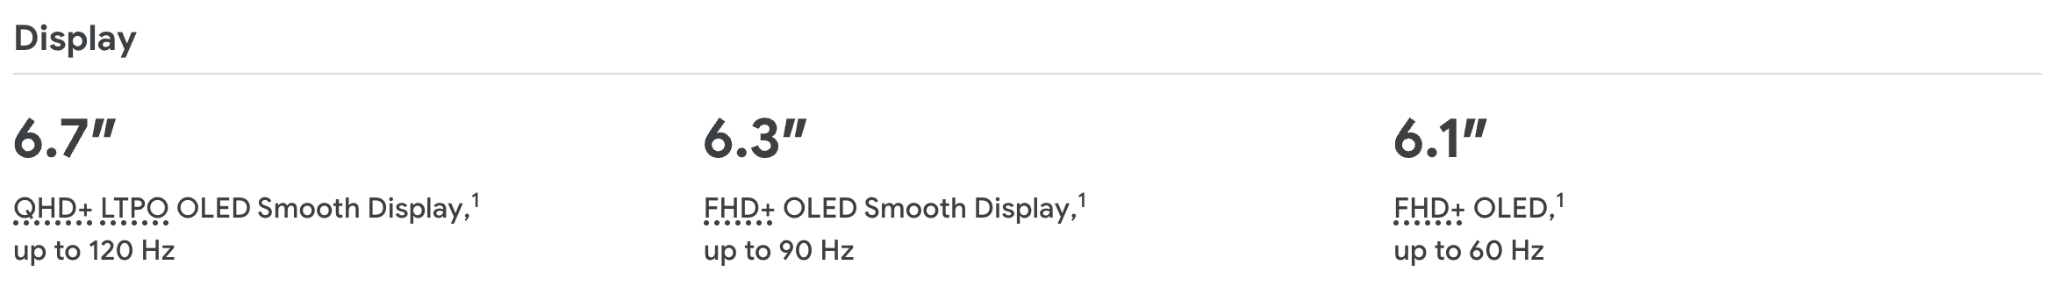 Display
6.7″
QHD+ LTPO OLED Smooth Display,¹
up to 120 Hz
6.3″
FHD+ OLED Smooth Display,¹
up to 90 Hz
6.1″
FHD+ OLED,¹
up to 60 Hz